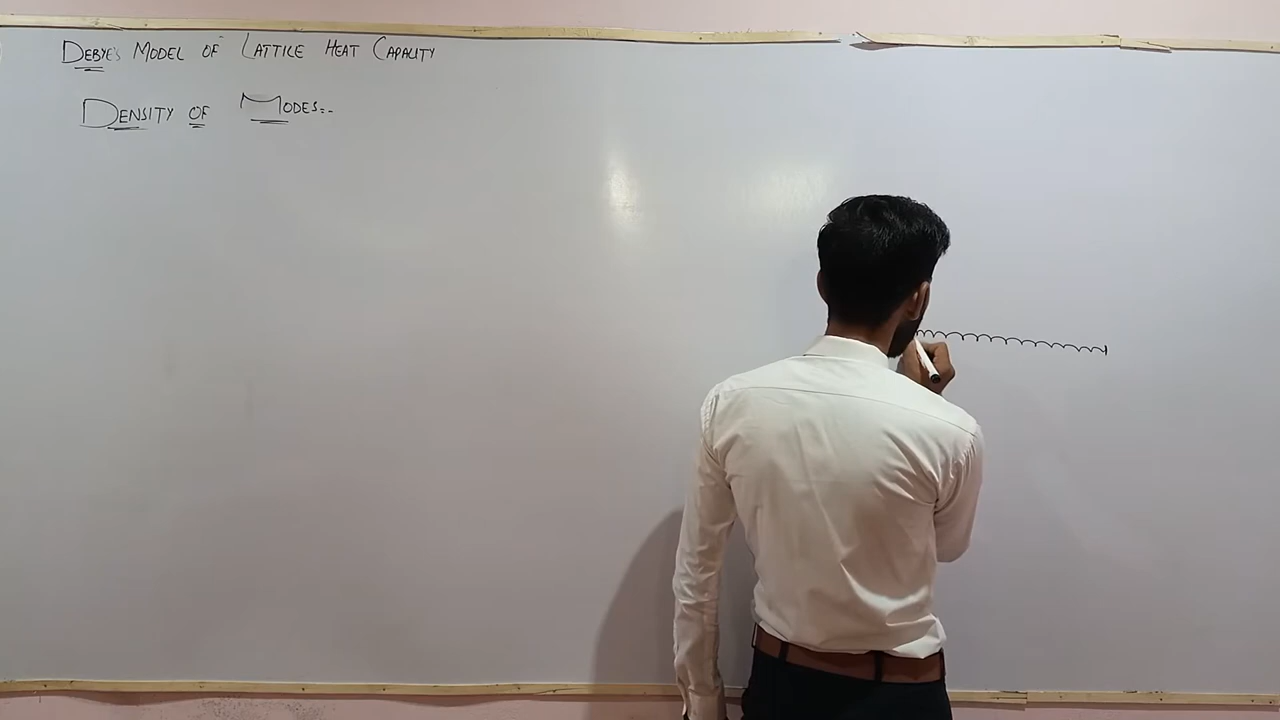 DEBYE'S MODEL OF LATTICE HEAT CAPACITY
DENSITY OF MODES:-